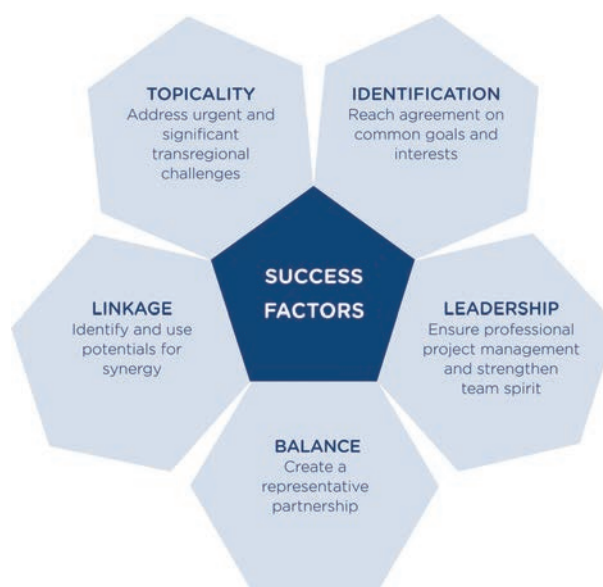 TOPICALITY
Address urgent and
significant
transregional
challenges
IDENTIFICATION
Reach agreement on
common goals and
interests
SUCCESS
FACTORS
LINKAGE
Identify and use
potentials for
synergy
LEADERSHIP
Ensure professional
project management
and strengthen
team spirit
BALANCE
Create a
representative
partnership